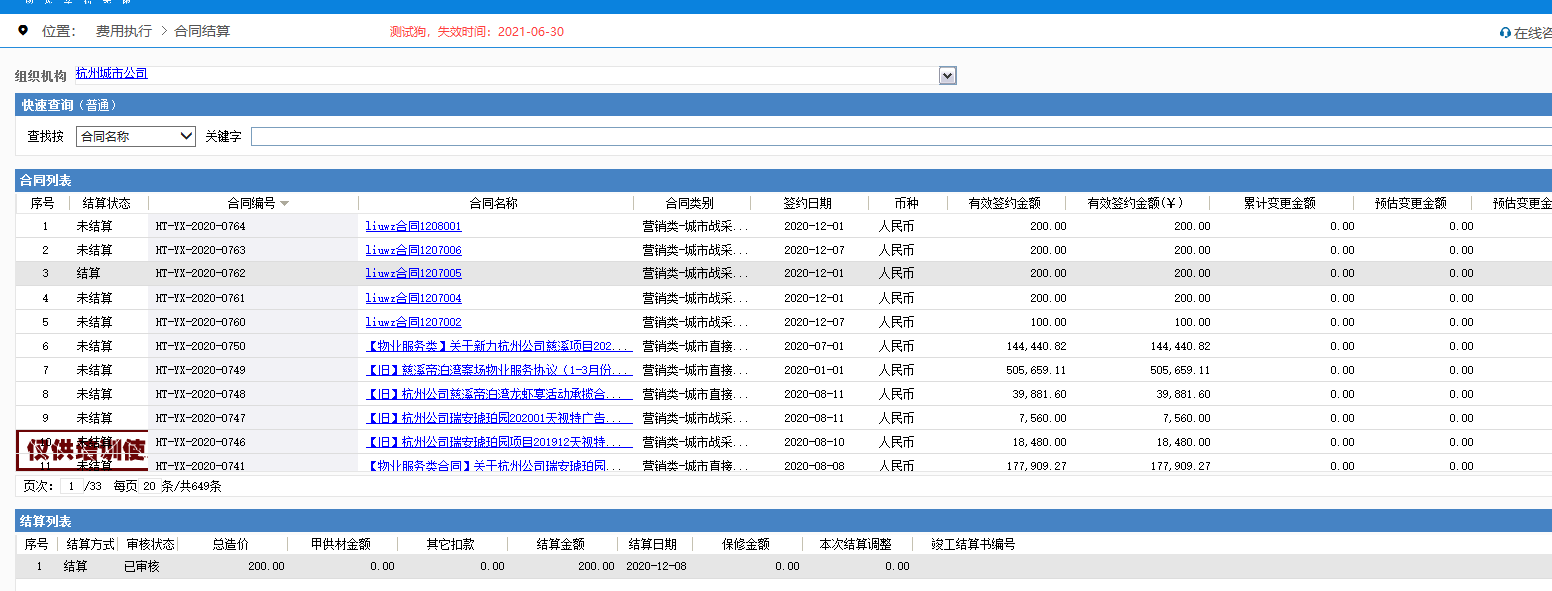 位置： 费用执行 > 合同结算 测试狗，失效时间：2021-06-30 在线咨
组织机构 杭州城市公司
快速查询（普通）
查找按 合同名称 关键字
合同列表
序号 结算状态 合同编号 合同名称 合同类别 签约日期 币种 有效签约金额 有效签约金额(￥) 累计变更金额 预估变更金额 预估变更金
1 未结算 HT-YX-2020-0764 liuwz合同1208001 营销类-城市战采... 2020-12-01 人民币 200.00 200.00 0.00 0.00
2 未结算 HT-YX-2020-0763 liuwz合同1207006 营销类-城市战采... 2020-12-07 人民币 200.00 200.00 0.00 0.00
3 结算 HT-YX-2020-0762 liuwz合同1207005 营销类-城市战采... 2020-12-01 人民币 200.00 200.00 0.00 0.00
4 未结算 HT-YX-2020-0761 liuwz合同1207004 营销类-城市战采... 2020-12-01 人民币 200.00 200.00 0.00 0.00
5 未结算 HT-YX-2020-0760 liuwz合同1207002 营销类-城市战采... 2020-12-07 人民币 100.00 100.00 0.00 0.00
6 未结算 HT-YX-2020-0750 【物业服务类】关于新力杭州公司慈溪项目202... 营销类-城市直接... 2020-07-01 人民币 144,440.82 144,440.82 0.00 0.00
7 未结算 HT-YX-2020-0749 【旧】慈溪帝泊湾案场物业服务协议（1-3月份... 营销类-城市直接... 2020-01-01 人民币 505,659.11 505,659.11 0.00 0.00
8 未结算 HT-YX-2020-0748 【旧】杭州公司慈溪帝泊湾龙虾宴活动承揽合... 营销类-城市直接... 2020-08-11 人民币 39,881.60 39,881.60 0.00 0.00
9 未结算 HT-YX-2020-0747 【旧】杭州公司瑞安琥珀园202001天视特广告... 营销类-城市战采... 2020-08-11 人民币 7,560.00 7,560.00 0.00 0.00
10 未结算 HT-YX-2020-0746 【旧】杭州公司瑞安琥珀园项目201912天视特... 营销类-城市战采... 2020-08-10 人民币 18,480.00 18,480.00 0.00 0.00
仅供培训使
11 未结算 HT-YX-2020-0741 【物业服务类合同】关于杭州公司瑞安琥珀园... 营销类-城市直接... 2020-08-08 人民币 177,909.27 177,909.27 0.00 0.00
页次： 1 /33 每页 20 条/共649条
结算列表
序号 结算方式 审核状态 总造价 甲供材金额 其它扣款 结算金额 结算日期 保修金额 本次结算调整 竣工结算书编号
1 结算 已审核 200.00 0.00 0.00 200.00 2020-12-08 0.00 0.00